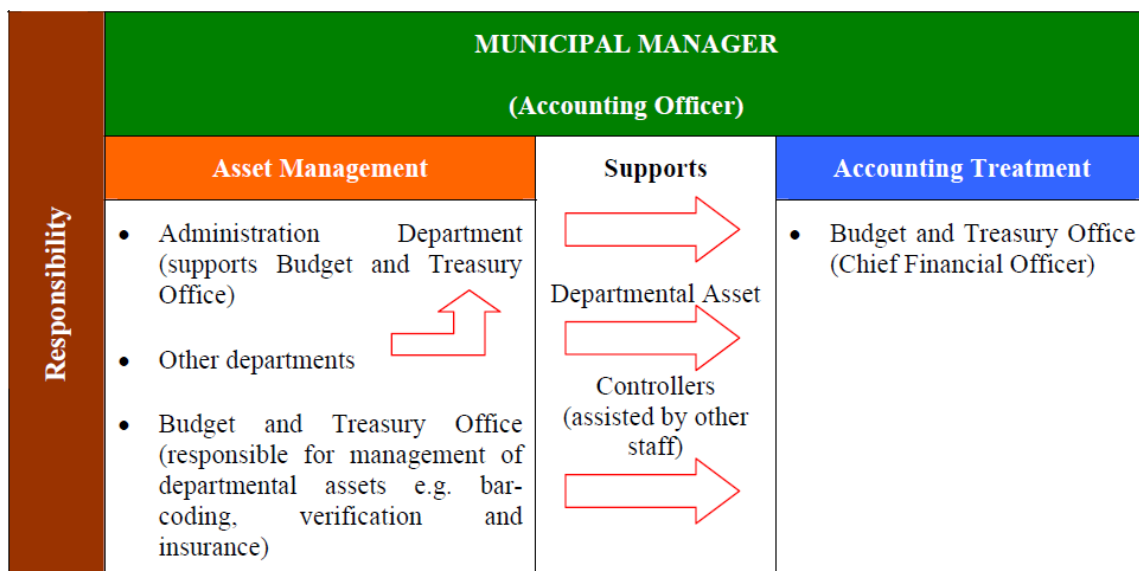 Responsibility
MUNICIPAL MANAGER
(Accounting Officer)
Asset Management
• Administration Department
(supports Budget and Treasury
Office)
• Other departments
• Budget and Treasury Office
(responsible for management of
departmental assets e.g. bar-
coding, verification and
insurance)
Supports
Departmental Asset
Controllers
(assisted by other
staff)
Accounting Treatment
• Budget and Treasury Office
(Chief Financial Officer)